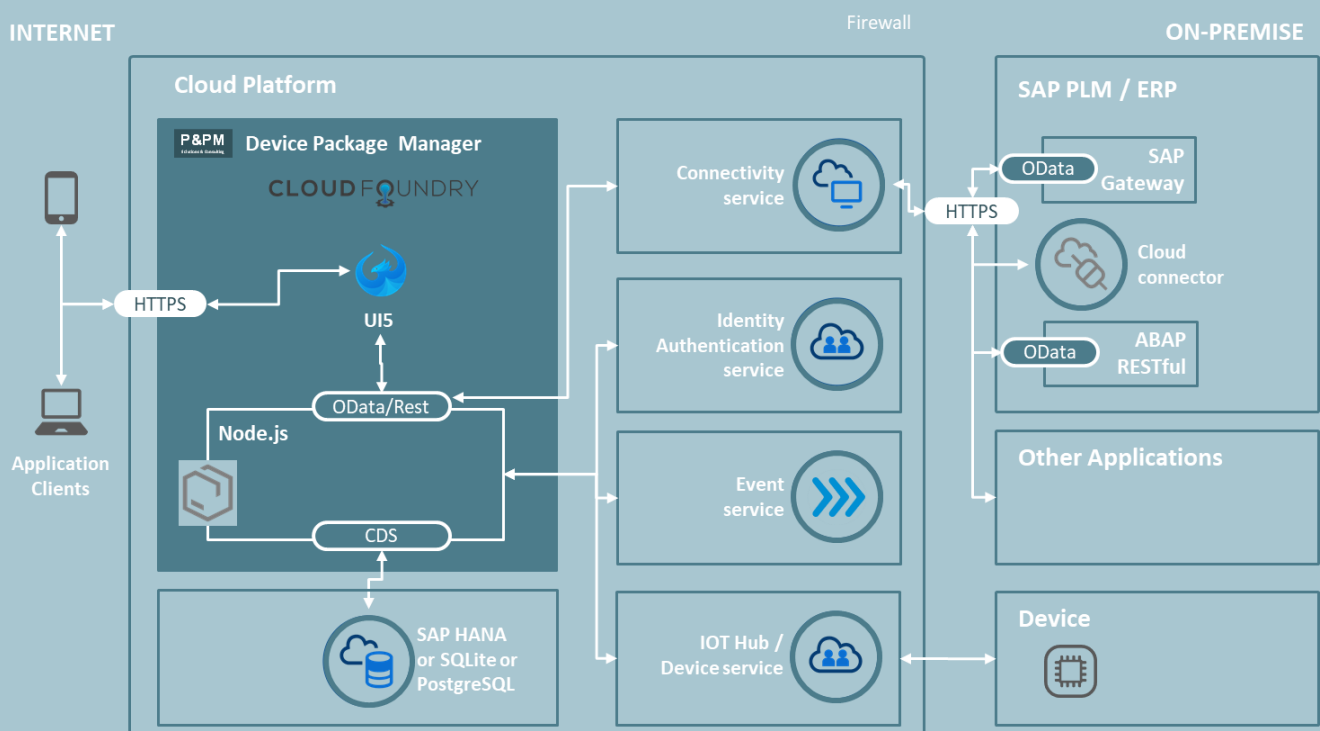 INTERNET
Firewall
ON-PREMISE
Cloud Platform
SAP PLM / ERP
P&PM
Solutions & Consulting
Device Package Manager
CLOUD FOUNDRY
Connectivity
service
OData
SAP
Gateway
HTTPS
Cloud
connector
HTTPS
UI5
Identity
Authentication
service
OData
ABAP
RESTful
OData/Rest
Node.js
Application
Clients
Event
service
Other Applications
CDS
SAP HANA
or SQLite or
PostgreSQL
IOT Hub /
Device service
Device